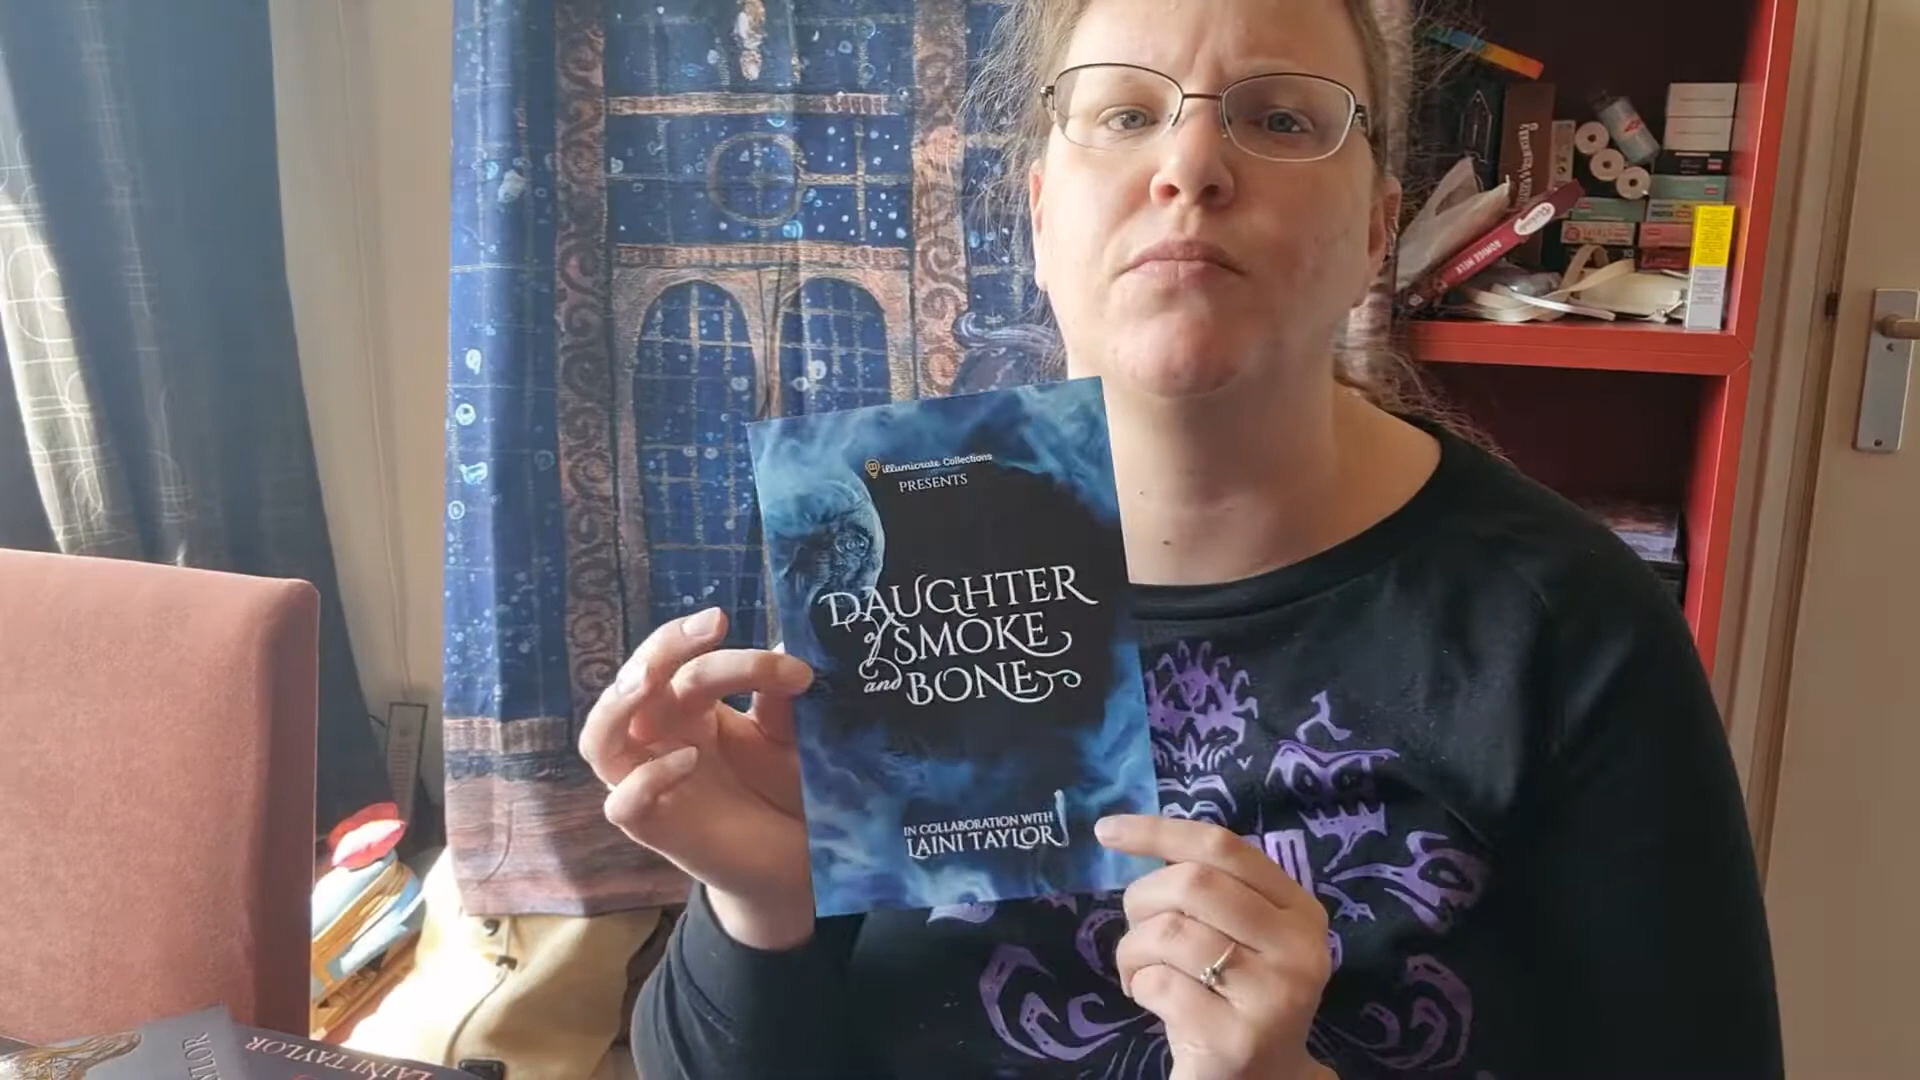 illumicrate Collections
PRESENTS
DAUGHTER
of SMOKE
and BONE
IN COLLABORATION WITH
LAINI TAYLOR
LAINI TAYLOR